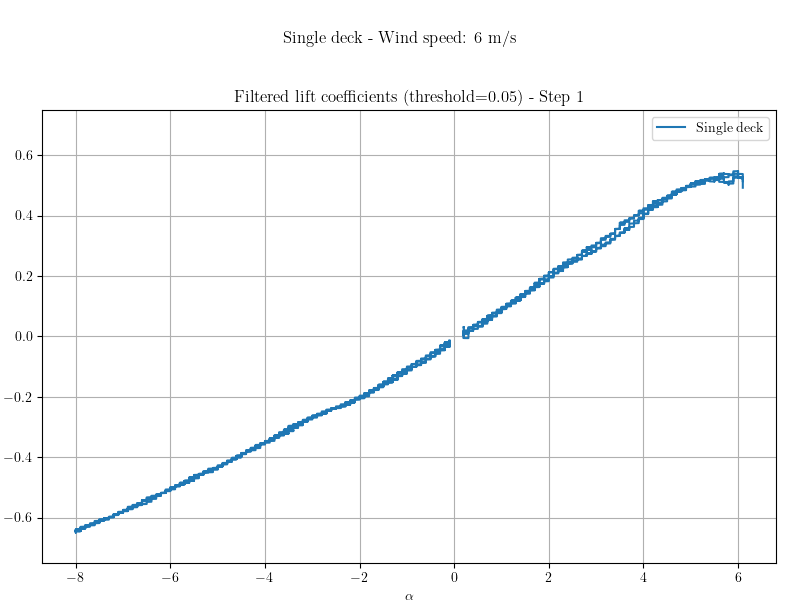 Single deck - Wind speed: 6 m/s
Filtered lift coefficients (threshold=0.05) - Step 1
Single deck
0.6
0.4
0.2
0.0
−0.2
−0.4
−0.6
−8 −6 −4 −2 0 2 4 6
α